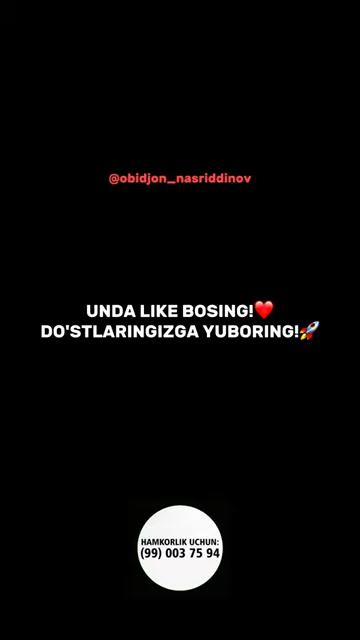 @obidjon_nasriddinov
UNDA LIKE BOSING!❤️
DO'STLARINGIZGA YUBORING!🚀
HAMKORLIK UCHUN:
(99) 003 75 94